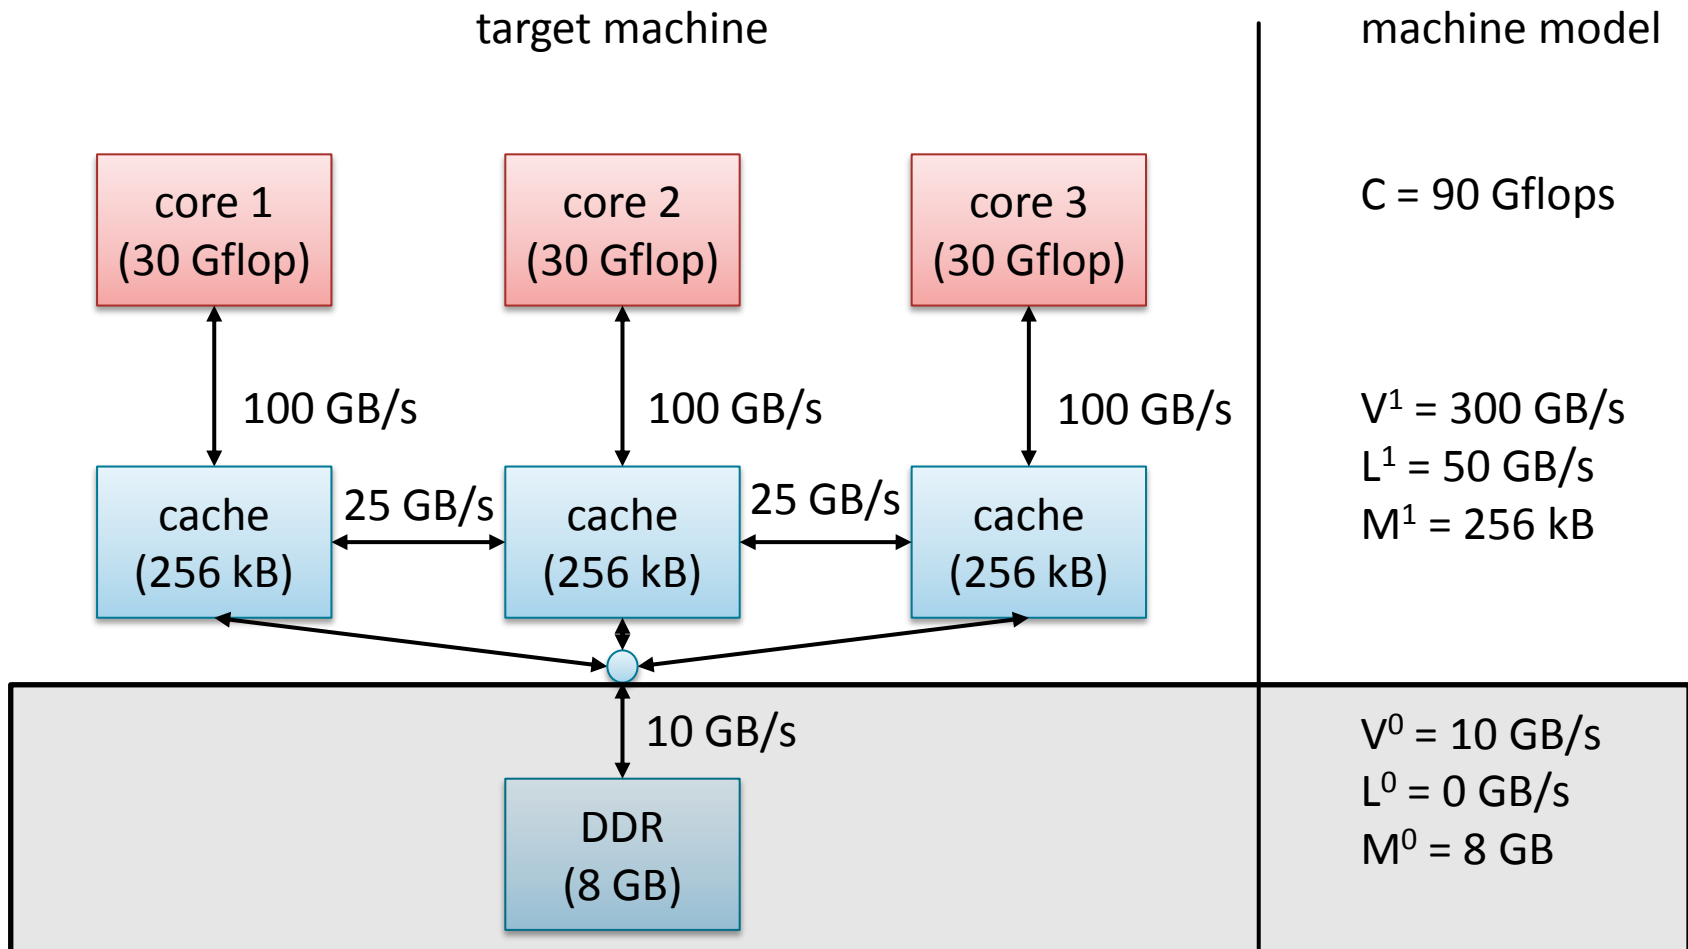 target machine
machine model
core 1
(30 Gflop)
core 2
(30 Gflop)
core 3
(30 Gflop)
C = 90 Gflops
100 GB/s
100 GB/s
100 GB/s
V¹ = 300 GB/s
L¹ = 50 GB/s
M¹ = 256 kB
cache
(256 kB)
25 GB/s
cache
(256 kB)
25 GB/s
cache
(256 kB)
10 GB/s
V⁰ = 10 GB/s
L⁰ = 0 GB/s
M⁰ = 8 GB
DDR
(8 GB)